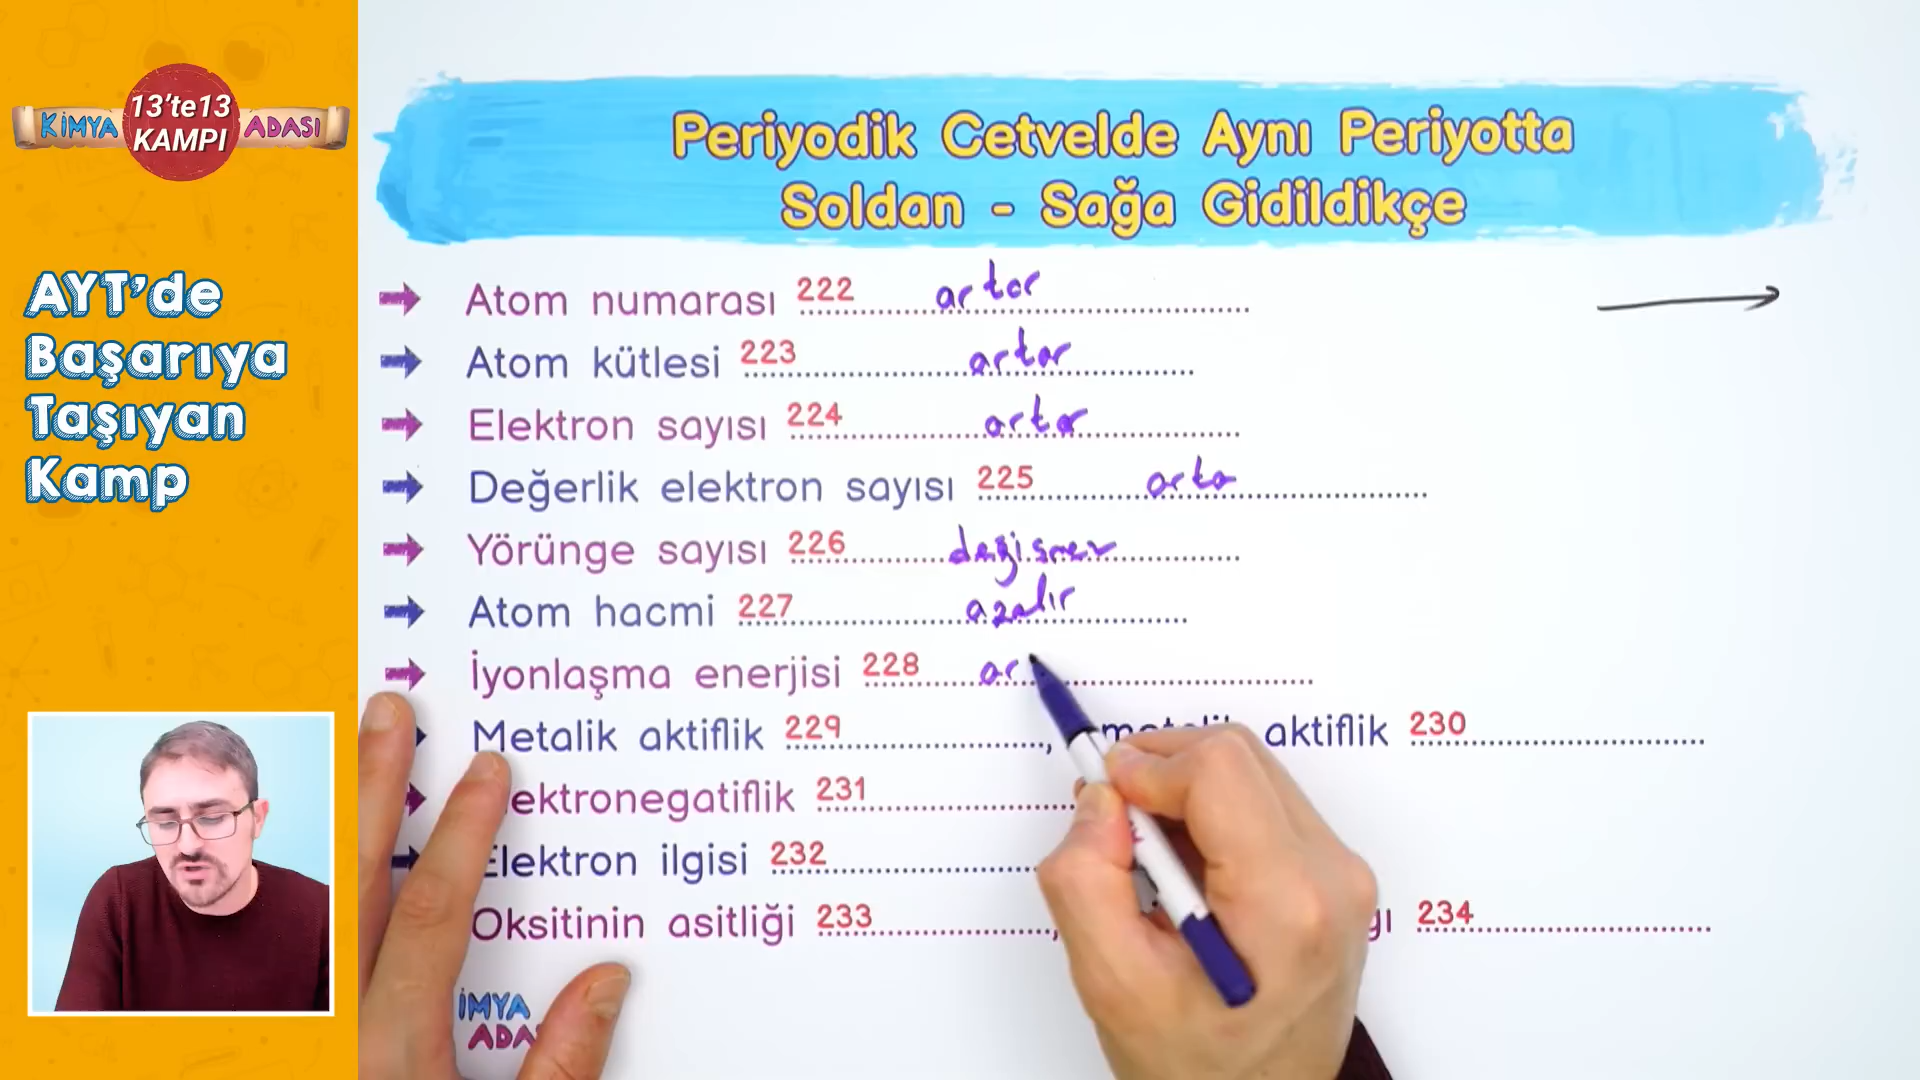 KİMYA 13'te13 KAMPI ADASI
AYT'de
Başarıya
Taşıyan
Kamp
Periyodik Cetvelde Aynı Periyotta
Soldan - Sağa Gidildikçe
Atom numarası 222 artar
Atom kütlesi 223 artar
Elektron sayısı 224 artar
Değerlik elektron sayısı 225 arta
Yörünge sayısı 226 değişmez
Atom hacmi 227 azalır
İyonlaşma enerjisi 228 ar
Metalik aktiflik 229 , aktiflik 230
ektronegatiflik 231
Elektron ilgisi 232
Oksitinin asitliği 233 , ğı 234
İMYA
ADA